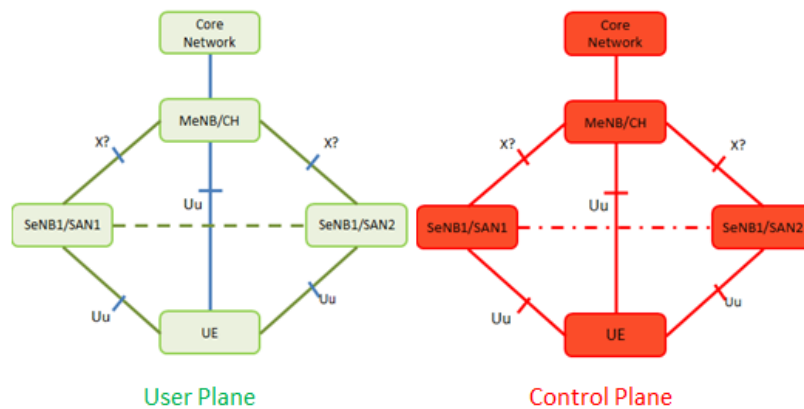 Core
Network
Core
Network
MeNB/CH
MeNB/CH
X?
X?
X?
X?
Uu
Uu
SeNB1/SAN1
SeNB1/SAN2
SeNB1/SAN1
SeNB1/SAN2
Uu
Uu
Uu
Uu
UE
UE
User Plane
Control Plane